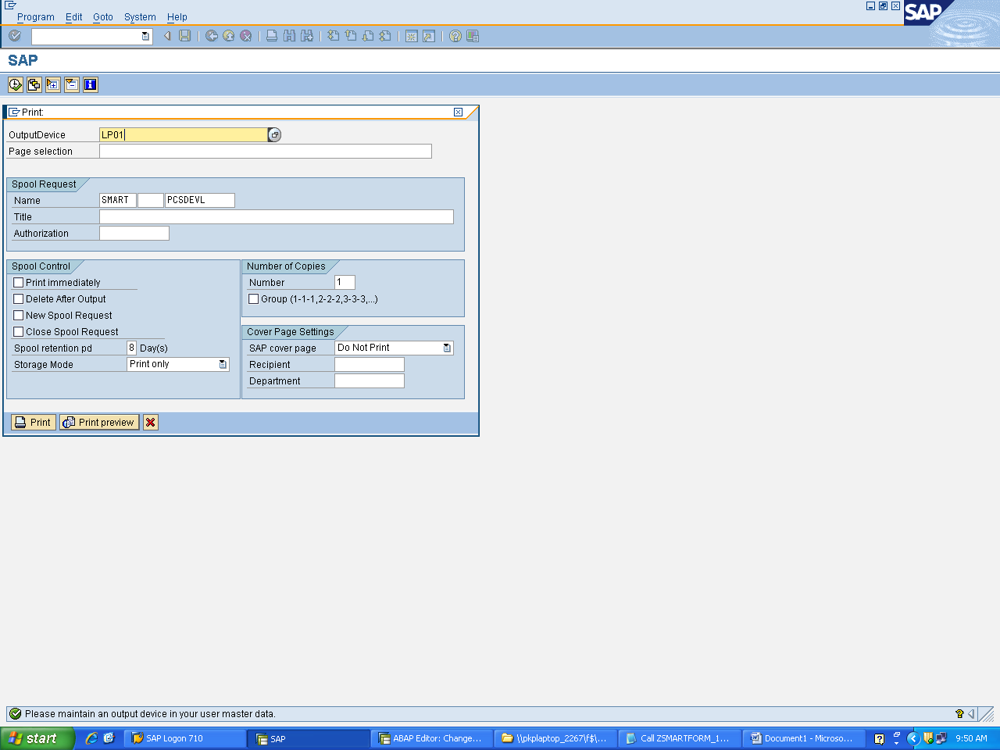 Program Edit Goto System Help
SAP
SAP
Print:
OutputDevice LP01
Page selection
Spool Request
Name SMART PCSDEVL
Title
Authorization
Spool Control
Print immediately
Delete After Output
New Spool Request
Close Spool Request
Spool retention pd 8 Day(s)
Storage Mode Print only
Number of Copies
Number 1
Group (1-1-1,2-2-2,3-3-3,...)
Cover Page Settings
SAP cover page Do Not Print
Recipient
Department
Print Print preview
Please maintain an output device in your user master data.
start SAP Logon 710 SAP ABAP Editor: Change... \\pkplaptop_2267\f$\... Call ZSMARTFORM_1... Document1 - Microso... 9:50 AM